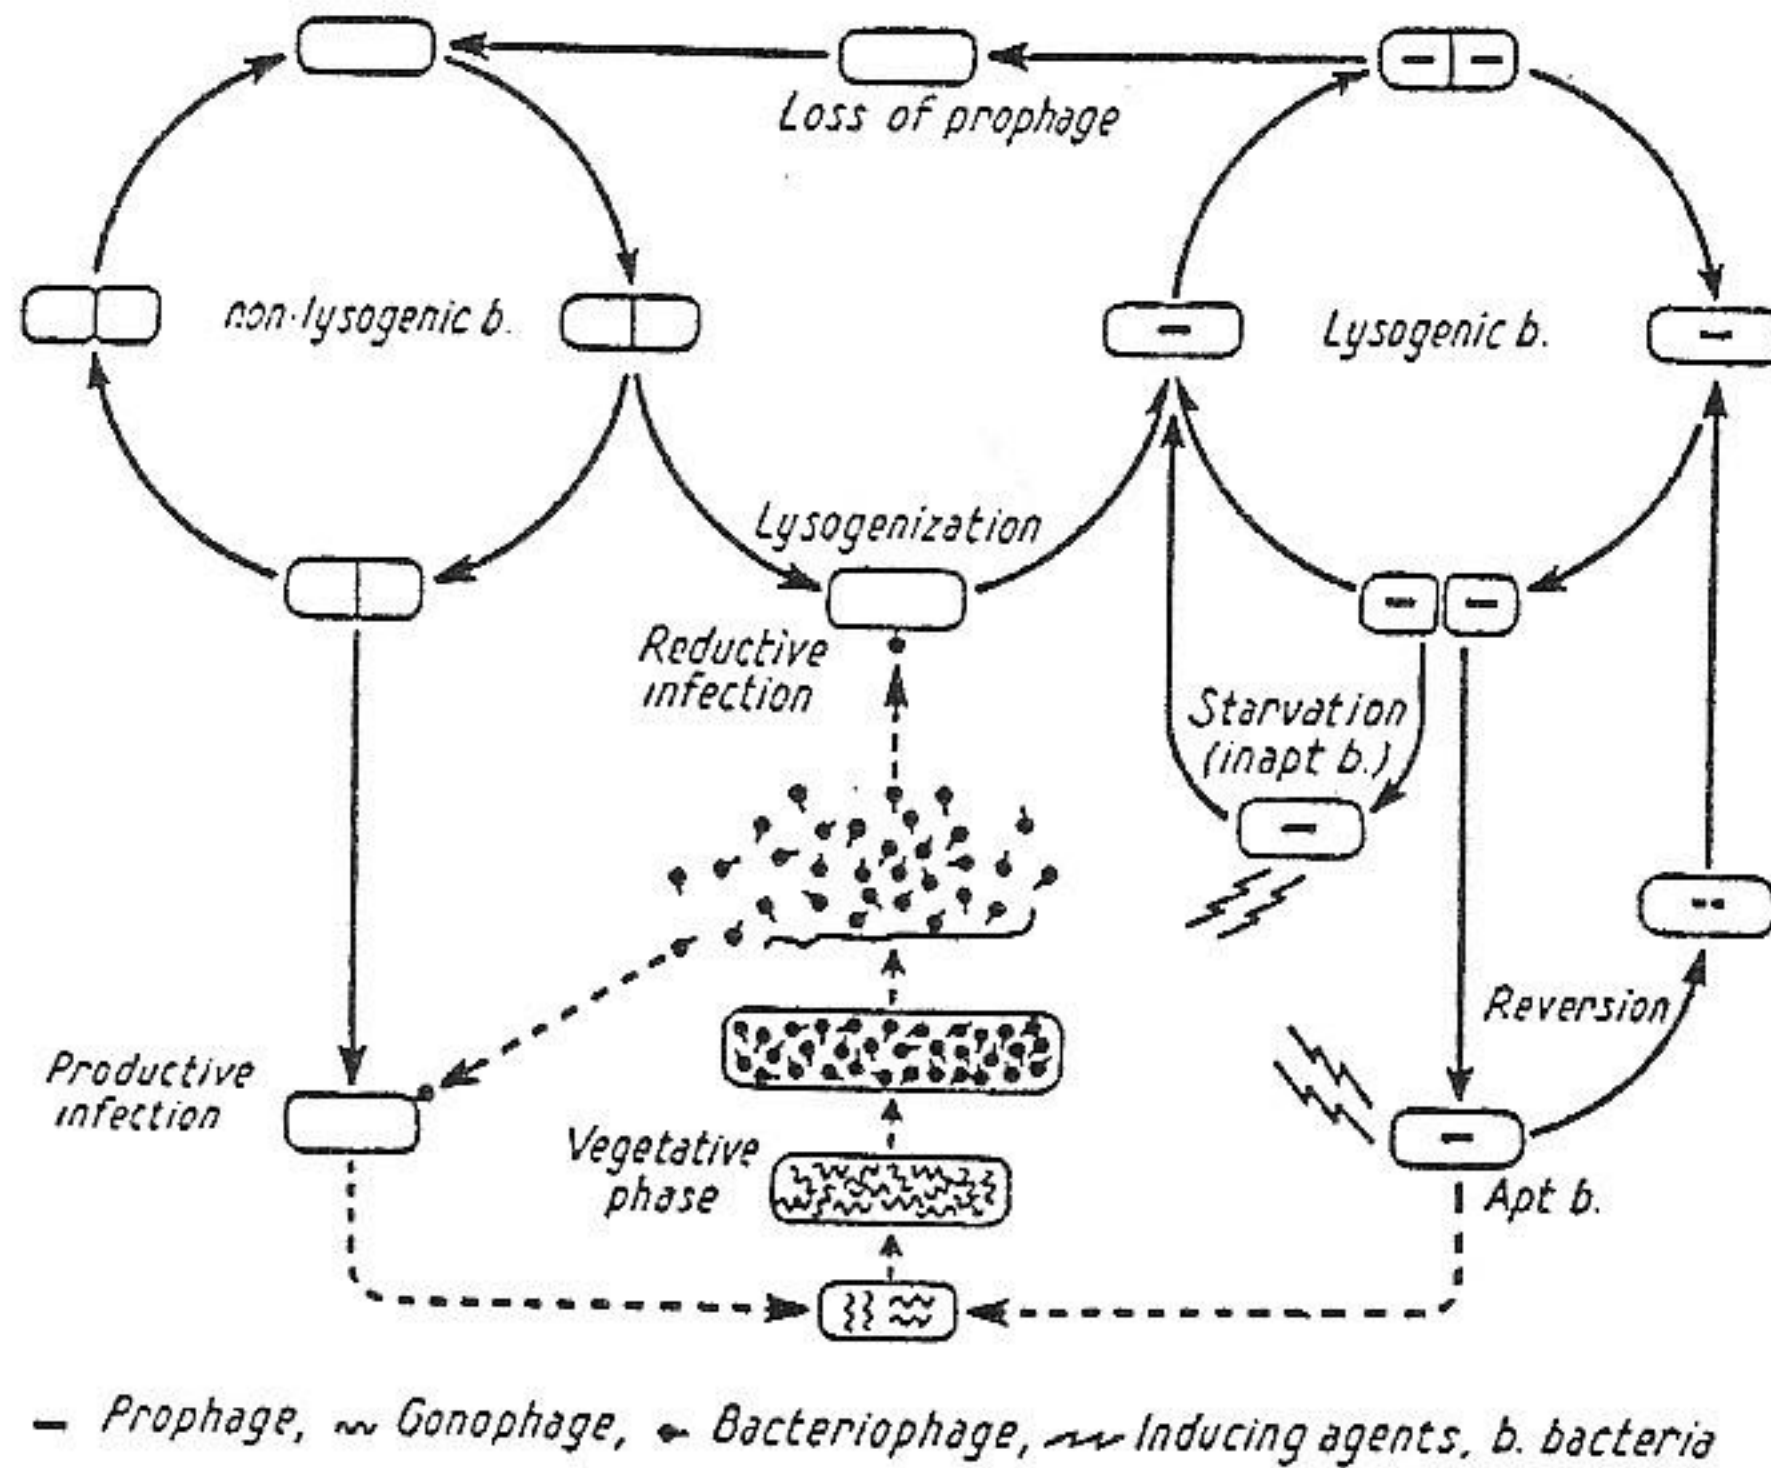 Loss of prophage
non-lysogenic b.
Lysogenic b.
Lysogenization
Reductive
infection
Starvation
(inapt b.)
Reversion
Productive
infection
Vegetative
phase
Apt b.
Prophage, Gonophage, Bacteriophage, Inducing agents, b. bacteria